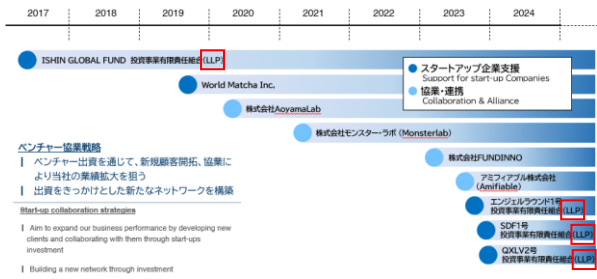 2017 2018 2019 2020 2021 2022 2023 2024
ISHIN GLOBAL FUND 投資事業有限責任組合(LLP)
スタートアップ企業支援
Support for start-up Companies
協業・連携
Collaboration & Alliance
World Matcha Inc.
株式会社AoyamaLab
株式会社モンスター・ラボ (Monsterlab)
株式会社FUNDINNO
アミフィアブル株式会社
(Amifiable)
エンジェルラウンド1号
投資事業有限責任組合(LLP)
SDF1号
投資事業有限責任組合(LLP)
QXLV2号
投資事業有限責任組合(LLP)
ベンチャー協業戦略
ベンチャー出資を通じて、新規顧客開拓、協業に
より当社の業績拡大を狙う
出資をきっかけとした新たなネットワークを構築
Start-up collaboration strategies
Aim to expand our business performance by developing new
clients and collaborating with them through start-ups
investment
Building a new network through investment